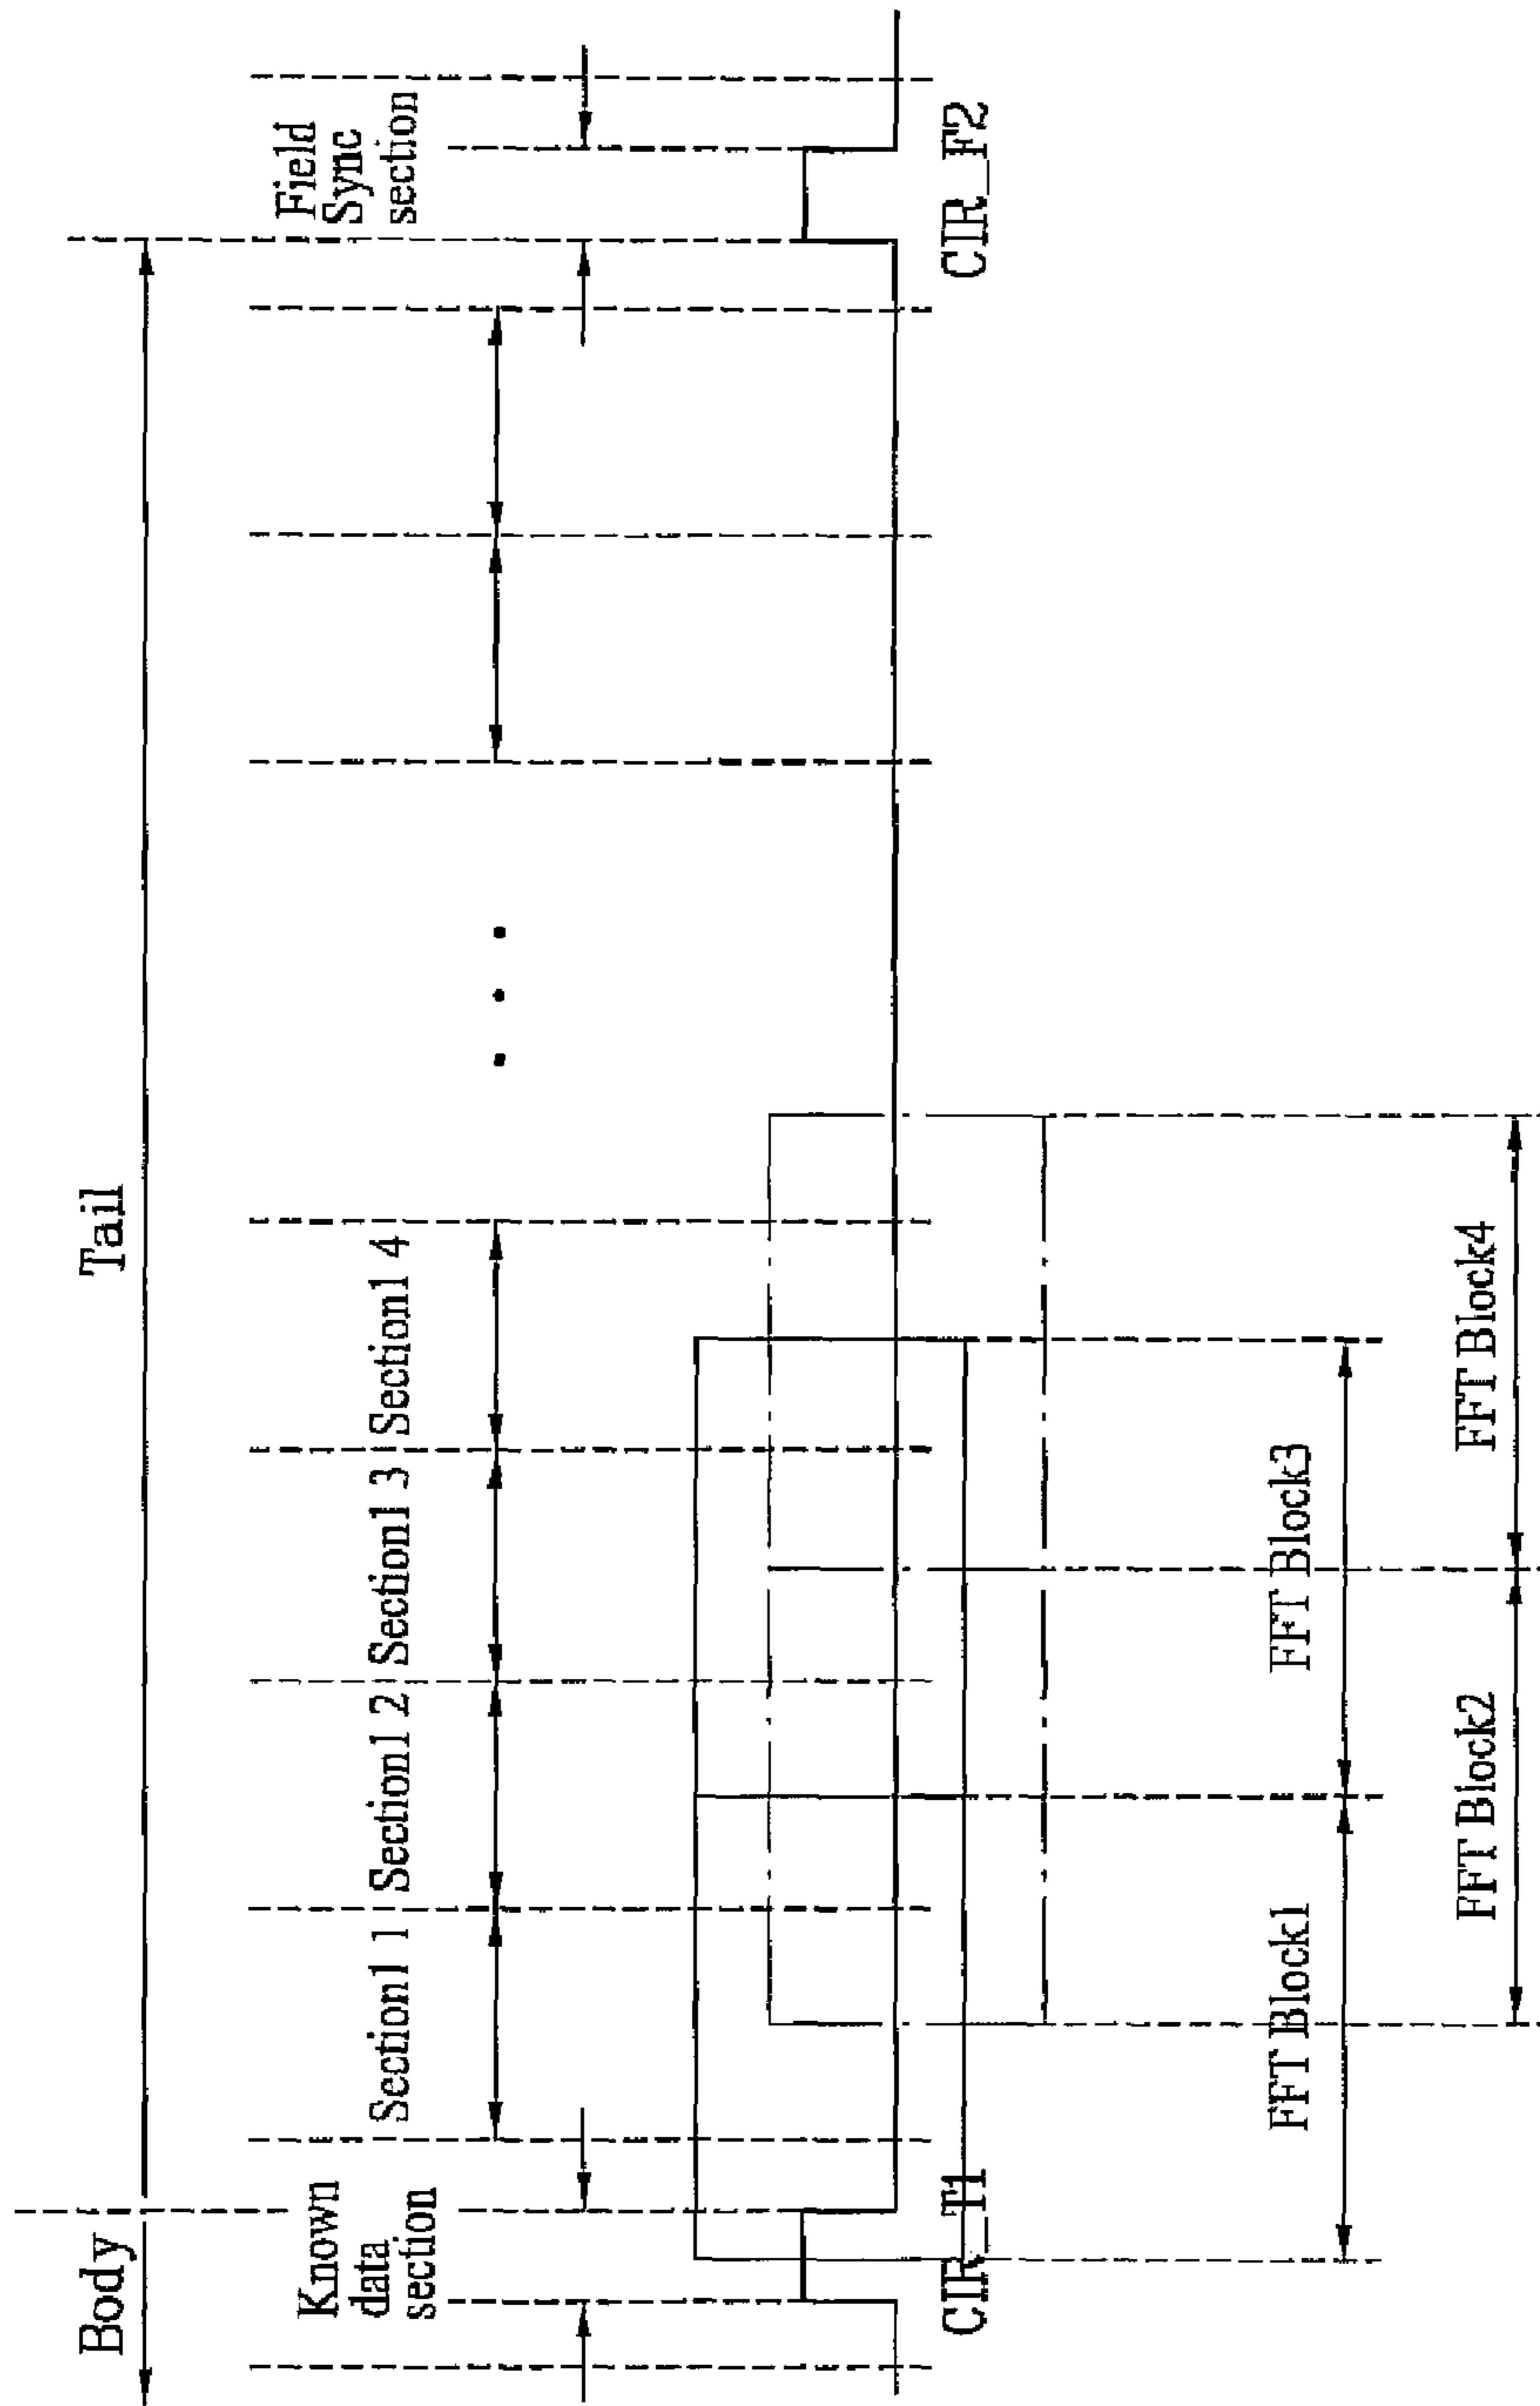 Body
Tail
Known
data
section
Field
Sync
section
Section1 1
Section1 2
Section1 3
Section1 4
CIR_T1
CIR_F2
FFT Block1
FFT Block3
FFT Block2
FFT Block4